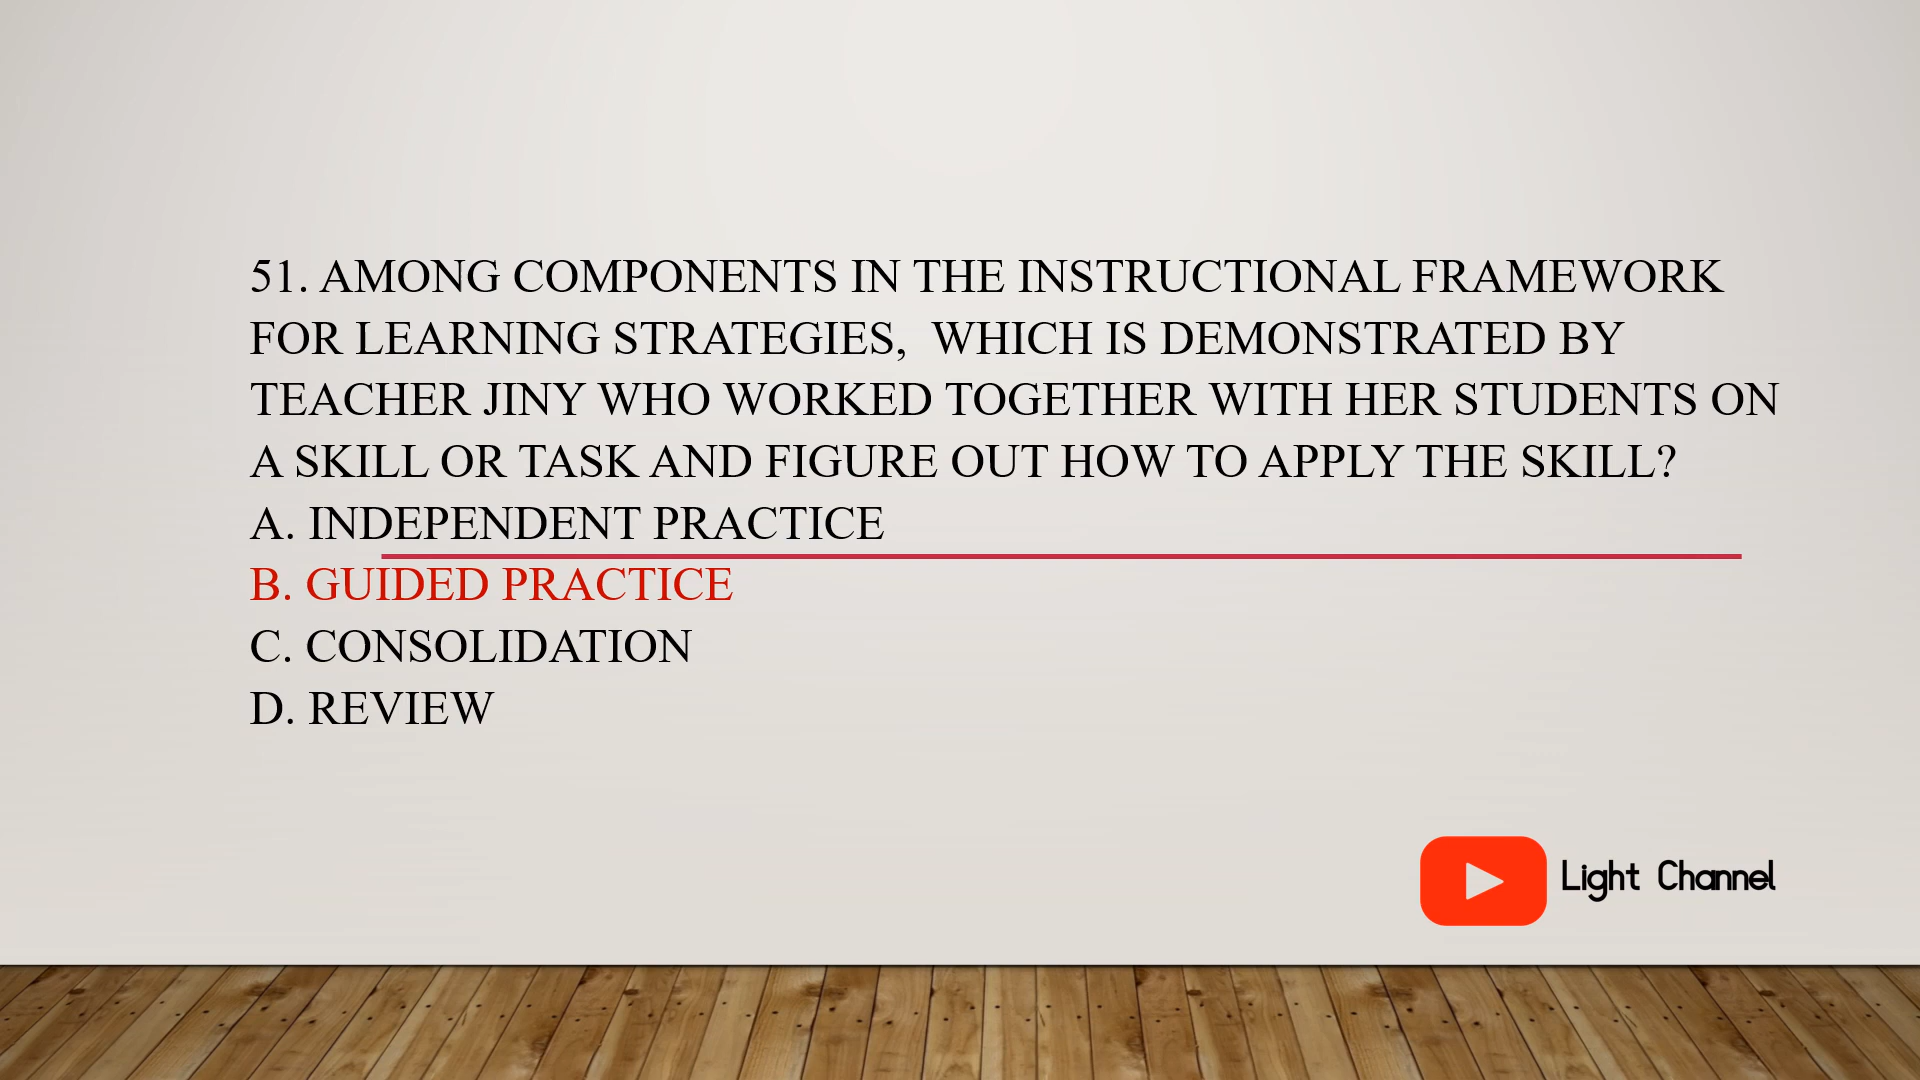 51. AMONG COMPONENTS IN THE INSTRUCTIONAL FRAMEWORK
FOR LEARNING STRATEGIES,  WHICH IS DEMONSTRATED BY
TEACHER JINY WHO WORKED TOGETHER WITH HER STUDENTS ON
A SKILL OR TASK AND FIGURE OUT HOW TO APPLY THE SKILL?
A. INDEPENDENT PRACTICE
B. GUIDED PRACTICE
C. CONSOLIDATION
D. REVIEW
Light Channel